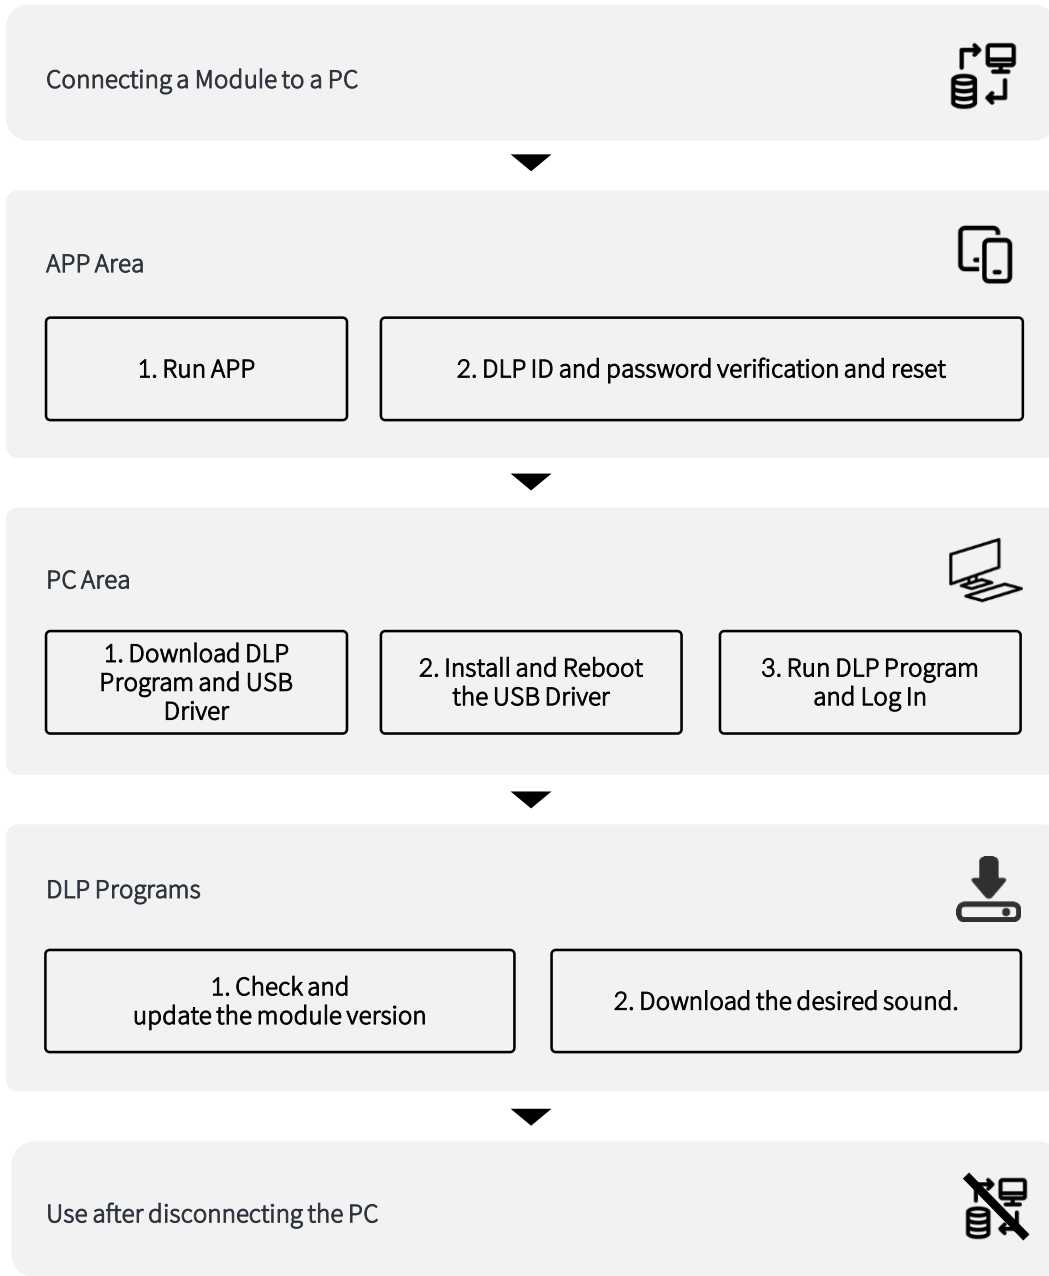 Connecting a Module to a PC
APP Area
1. Run APP
2. DLP ID and password verification and reset
PC Area
1. Download DLP
Program and USB
Driver
2. Install and Reboot
the USB Driver
3. Run DLP Program
and Log In
DLP Programs
1. Check and
update the module version
2. Download the desired sound.
Use after disconnecting the PC